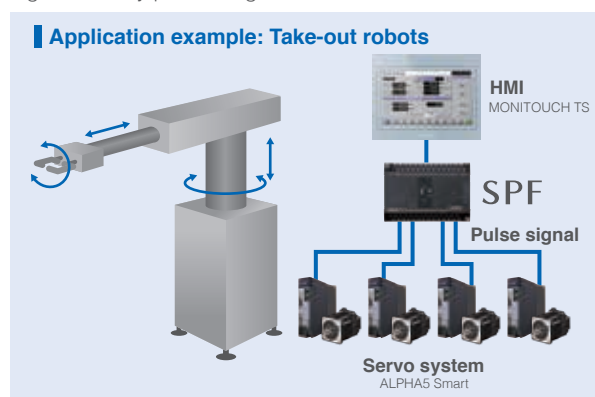 Application example: Take-out robots
HMI
MONITOUCH TS
SPF
Pulse signal
Servo system
ALPHA5 Smart